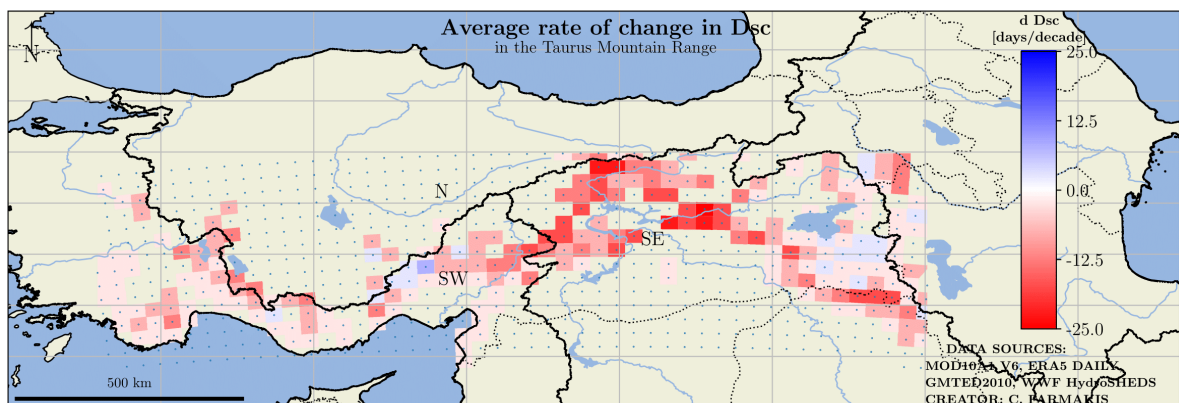 Average rate of change in Dsc
in the Taurus Mountain Range
N
d Dsc
[days/decade]
25.0
12.5
0.0
-12.5
-25.0
N
SE
SW
500 km
DATA SOURCES:
MOD10A1 V6, ERA5 DAILY,
GMTED2010, WWF HydroSHEDS
CREATOR: C. PARMAKIS